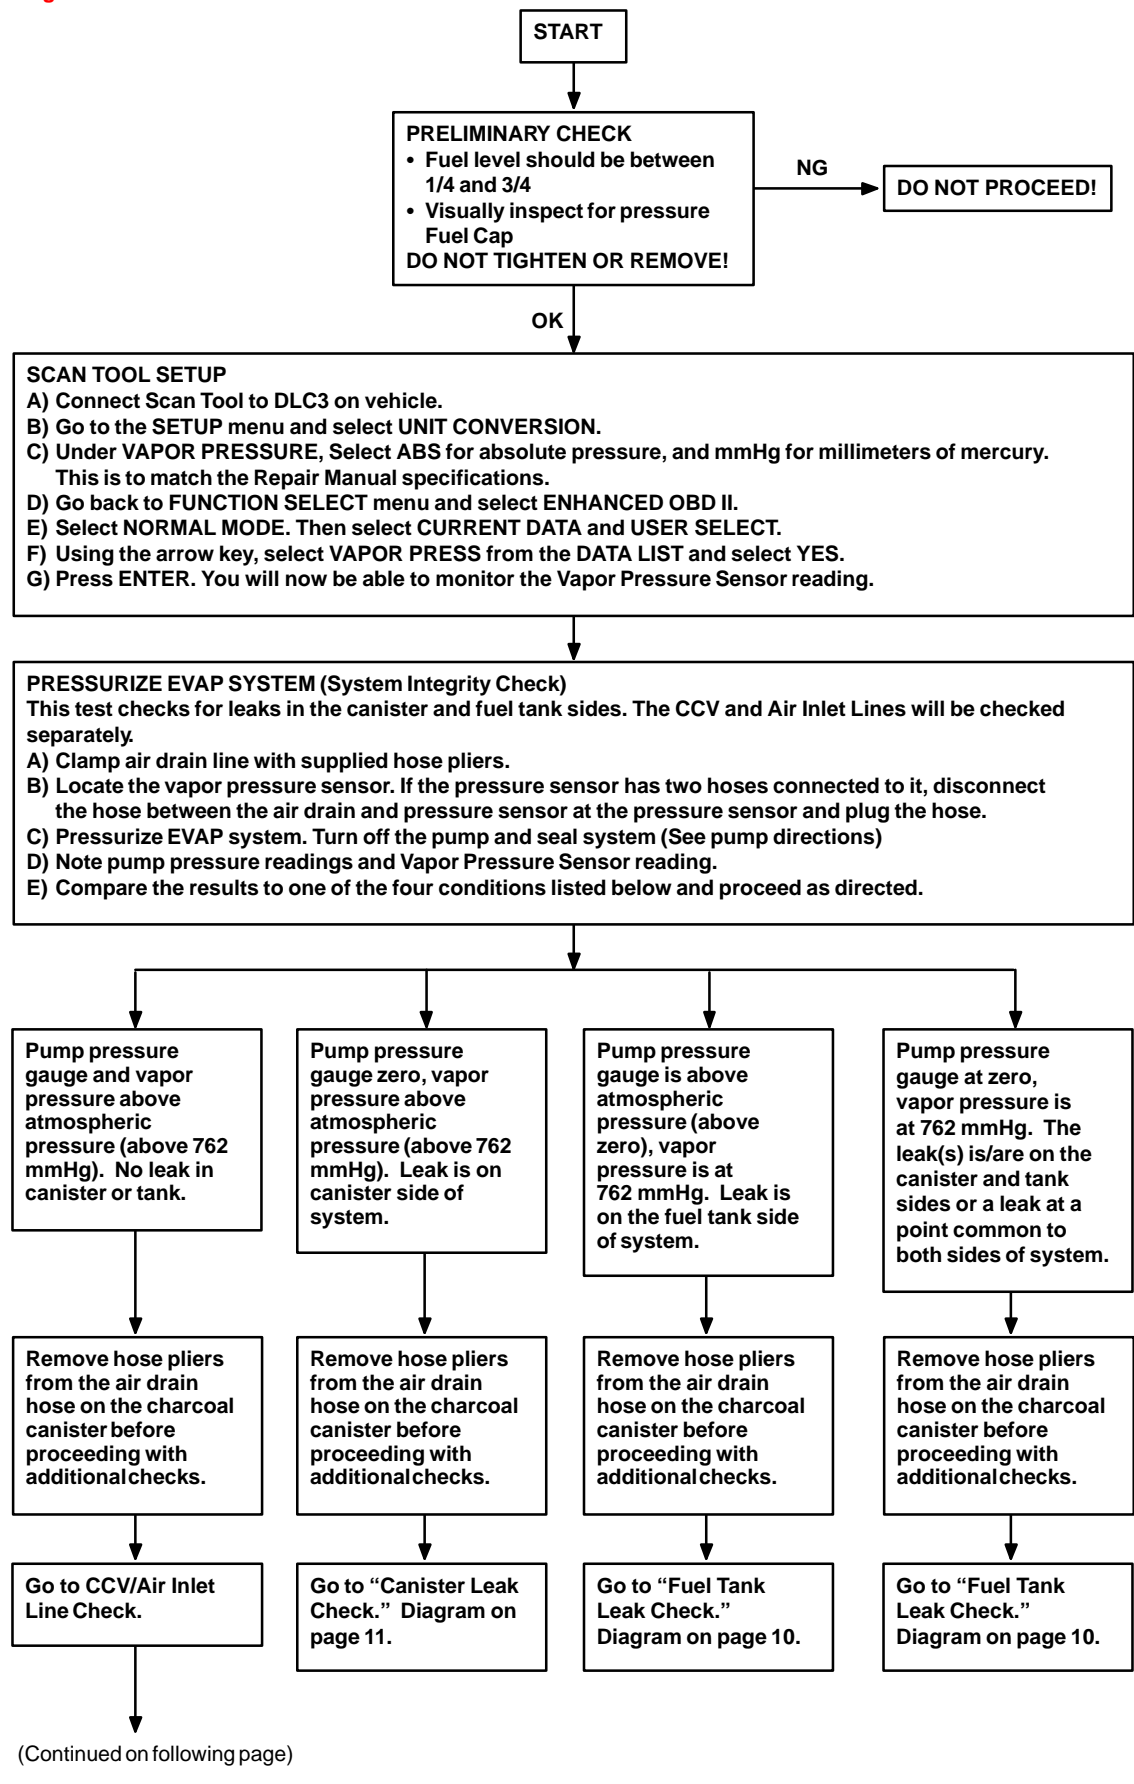 START
PRELIMINARY CHECK
• Fuel level should be between
1/4 and 3/4
• Visually inspect for pressure
Fuel Cap
DO NOT TIGHTEN OR REMOVE!
NG
DO NOT PROCEED!
OK
SCAN TOOL SETUP
A) Connect Scan Tool to DLC3 on vehicle.
B) Go to the SETUP menu and select UNIT CONVERSION.
C) Under VAPOR PRESSURE, Select ABS for absolute pressure, and mmHg for millimeters of mercury.
This is to match the Repair Manual specifications.
D) Go back to FUNCTION SELECT menu and select ENHANCED OBD II.
E) Select NORMAL MODE. Then select CURRENT DATA and USER SELECT.
F) Using the arrow key, select VAPOR PRESS from the DATA LIST and select YES.
G) Press ENTER. You will now be able to monitor the Vapor Pressure Sensor reading.
PRESSURIZE EVAP SYSTEM (System Integrity Check)
This test checks for leaks in the canister and fuel tank sides. The CCV and Air Inlet Lines will be checked
separately.
A) Clamp air drain line with supplied hose pliers.
B) Locate the vapor pressure sensor. If the pressure sensor has two hoses connected to it, disconnect
the hose between the air drain and pressure sensor at the pressure sensor and plug the hose.
C) Pressurize EVAP system. Turn off the pump and seal system (See pump directions)
D) Note pump pressure readings and Vapor Pressure Sensor reading.
E) Compare the results to one of the four conditions listed below and proceed as directed.
Pump pressure
gauge and vapor
pressure above
atmospheric
pressure (above 762
mmHg). No leak in
canister or tank.
Pump pressure
gauge zero, vapor
pressure above
atmospheric
pressure (above 762
mmHg). Leak is on
canister side of
system.
Pump pressure
gauge is above
atmospheric
pressure (above
zero), vapor
pressure is at
762 mmHg. Leak is
on the fuel tank side
of system.
Pump pressure
gauge at zero,
vapor pressure is
at 762 mmHg. The
leak(s) is/are on the
canister and tank
sides or a leak at a
point common to
both sides of system.
Remove hose pliers
from the air drain
hose on the charcoal
canister before
proceeding with
additional checks.
Remove hose pliers
from the air drain
hose on the charcoal
canister before
proceeding with
additional checks.
Remove hose pliers
from the air drain
hose on the charcoal
canister before
proceeding with
additional checks.
Remove hose pliers
from the air drain
hose on the charcoal
canister before
proceeding with
additional checks.
Go to CCV/Air Inlet
Line Check.
Go to “Canister Leak
Check.” Diagram on
page 11.
Go to “Fuel Tank
Leak Check.”
Diagram on page 10.
Go to “Fuel Tank
Leak Check.”
Diagram on page 10.
(Continued on following page)